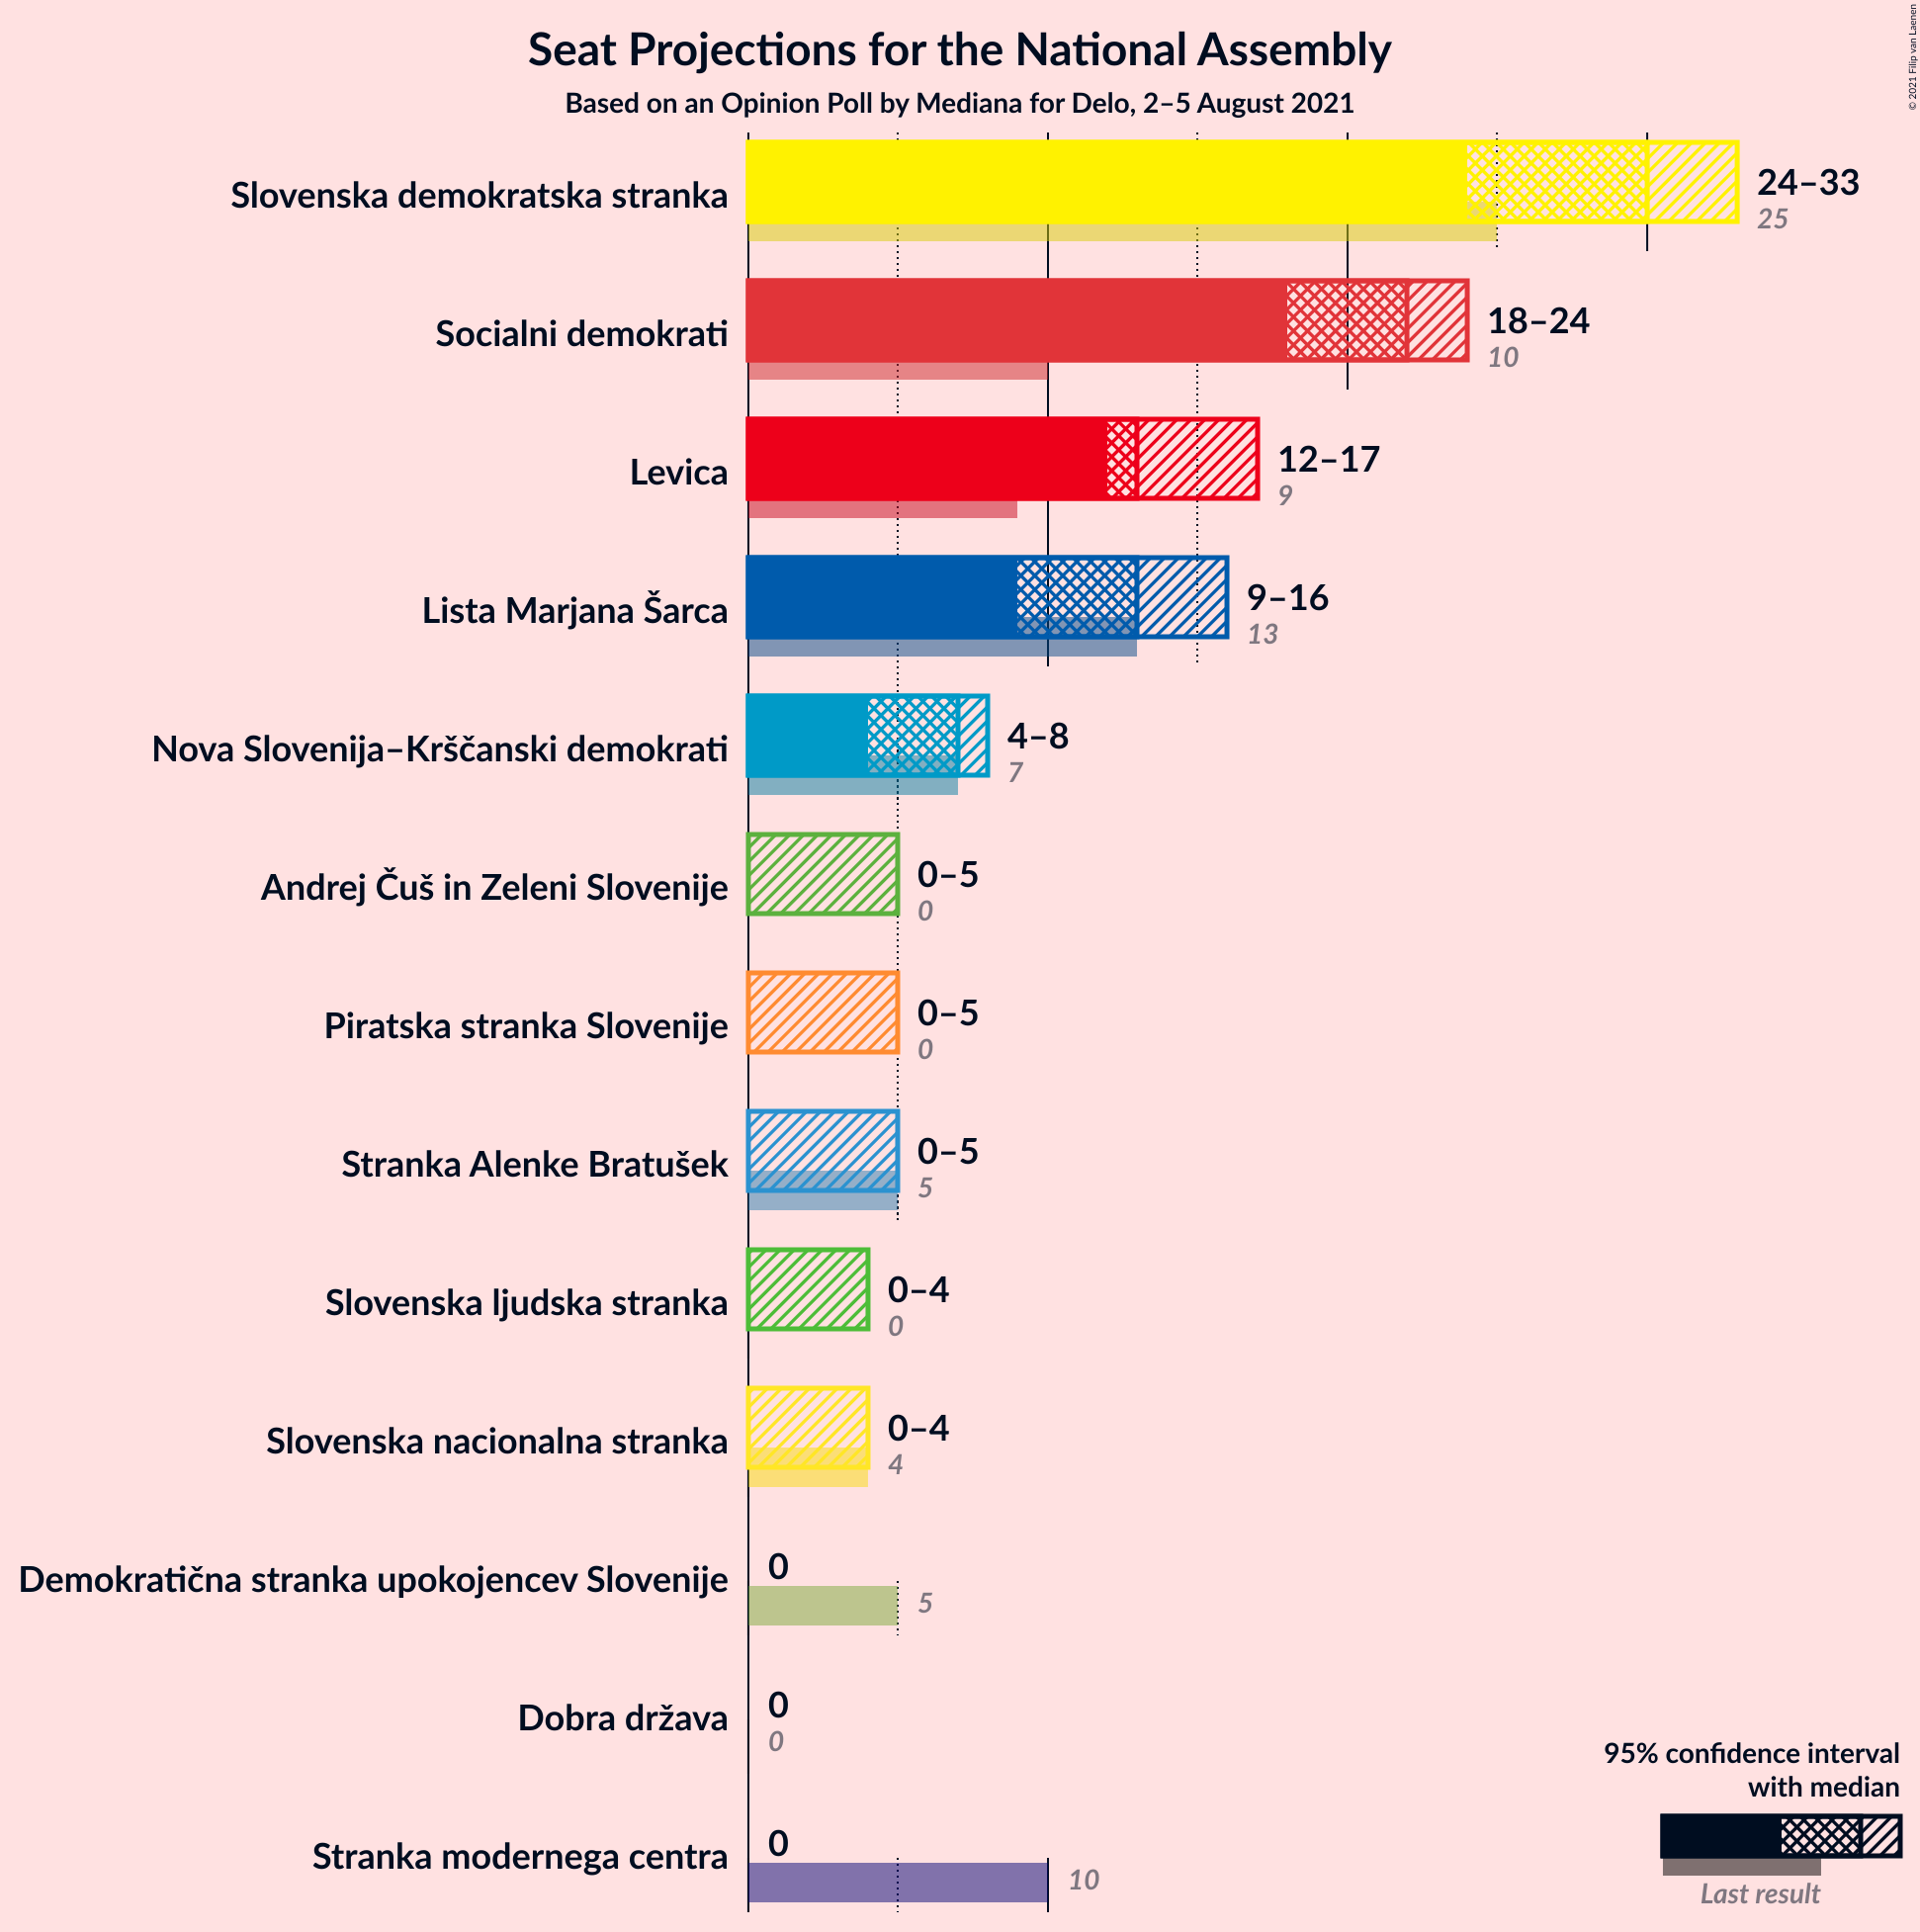 Seat Projections for the National Assembly
Based on an Opinion Poll by Mediana for Delo, 2–5 August 2021
© 2021 Filip van Laenen
Slovenska demokratska stranka
24–33
25
Socialni demokrati
18–24
10
Levica
12–17
9
Lista Marjana Šarca
9–16
13
Nova Slovenija–Krščanski demokrati
4–8
7
Andrej Čuš in Zeleni Slovenije
0–5
0
Piratska stranka Slovenije
0–5
0
Stranka Alenke Bratušek
0–5
5
Slovenska ljudska stranka
0–4
0
Slovenska nacionalna stranka
0–4
4
Demokratična stranka upokojencev Slovenije
0
5
Dobra država
0
0
Stranka modernega centra
0
10
95% confidence interval
with median
Last result